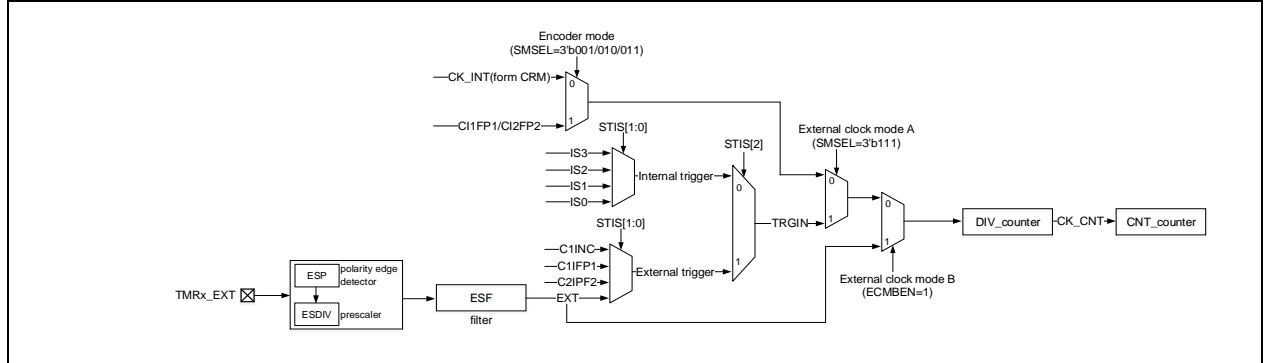 Encoder mode
(SMSEL=3'b001/010/011)
CK_INT(form CRM)
0
CI1FP1/CI2FP2
1
STIS[1:0]
IS3
IS2
IS1
IS0
Internal trigger
STIS[2]
0
1
External clock mode A
(SMSEL=3'b111)
0
1
TRGIN
0
1
DIV_counter
CK_CNT
CNT_counter
STIS[1:0]
C1INC
C1IFP1
C2IPF2
EXT
External trigger
External clock mode B
(ECMBEN=1)
TMRx_EXT
ESP
polarity edge
detector
ESDIV
prescaler
ESF
filter